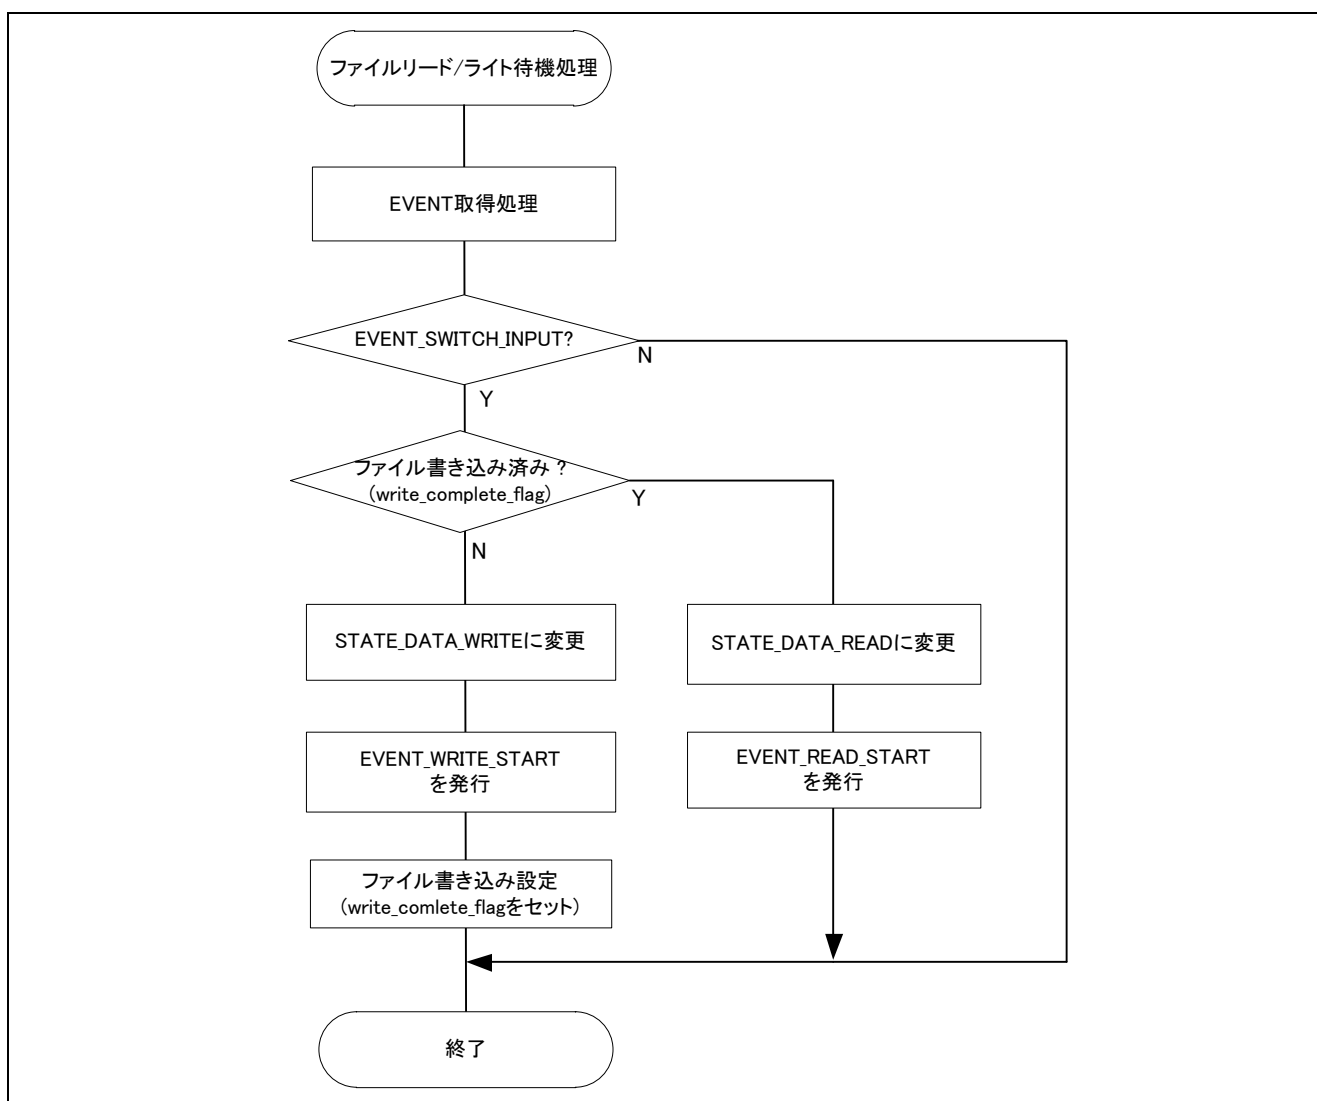 ファイルリード/ライト待機処理
EVENT取得処理
EVENT_SWITCH_INPUT?
N
Y
ファイル書き込み済み ?
(write_complete_flag)
Y
N
STATE_DATA_WRITEに変更
STATE_DATA_READに変更
EVENT_WRITE_START
を発行
EVENT_READ_START
を発行
ファイル書き込み設定
(write_comlete_flagをセット)
終了